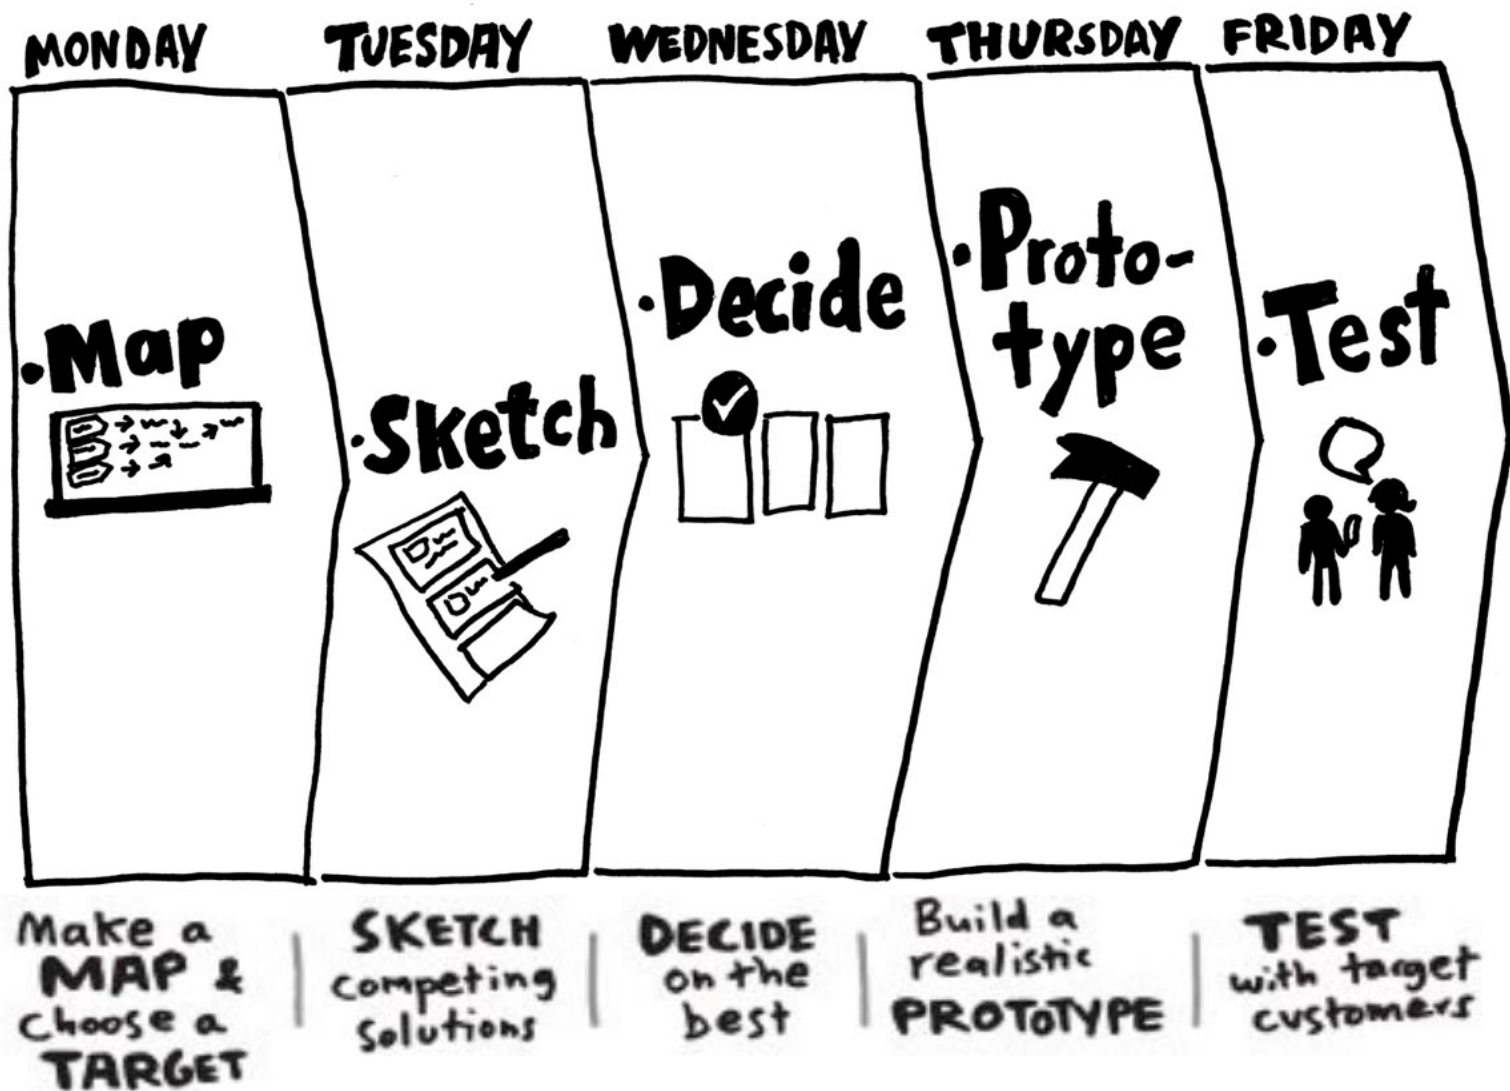 MONDAY
TUESDAY
WEDNESDAY
THURSDAY
FRIDAY
• Map
• Sketch
• Decide
• Proto-
type
• Test
Make a
MAP &
choose a
TARGET
SKETCH
competing
solutions
DECIDE
on the
best
Build a
realistic
PROTOTYPE
TEST
with target
customers